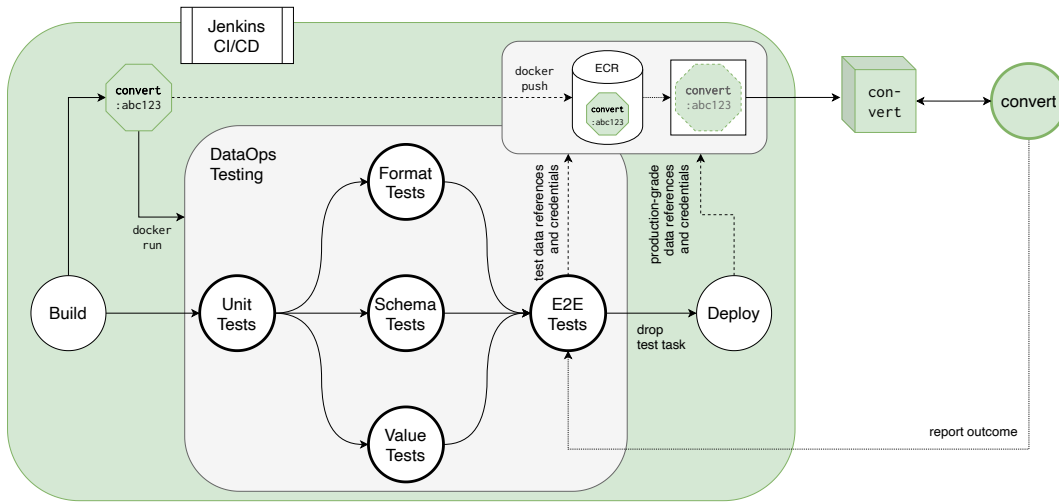 Jenkins
CI/CD
convert
:abc123
docker
push
ECR
convert
:abc123
convert
:abc123
con-
vert
convert
DataOps
Testing
Format
Tests
docker
run
test data references
and credentials
production-grade
data references
and credentials
Build
Unit
Tests
Schema
Tests
E2E
Tests
drop
test task
Deploy
Value
Tests
report outcome